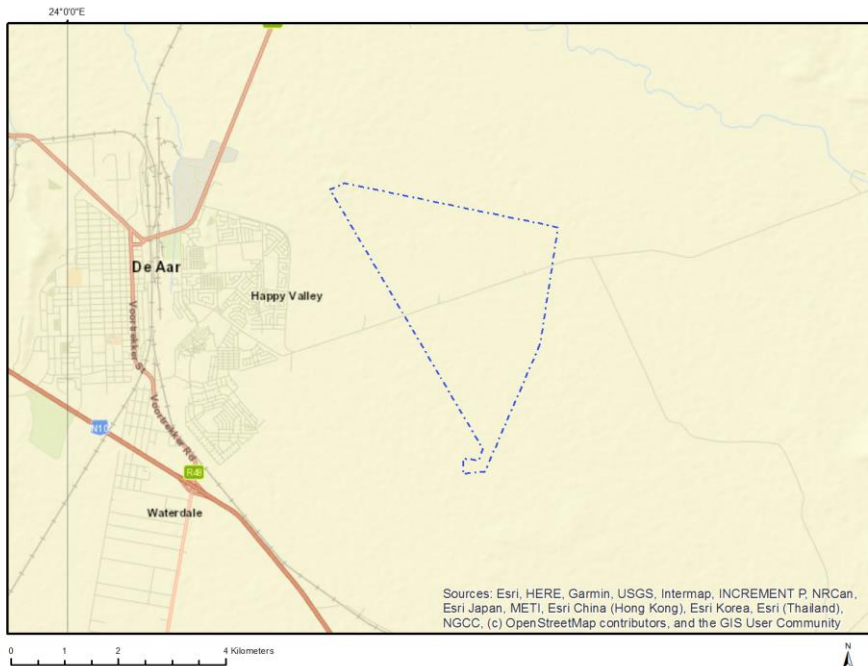 24°0'0"E
De Aar
Happy Valley
Voortrekker St
Voortrekker Rd
N10
R48
Waterdale
Sources: Esri, HERE, Garmin, USGS, Intermap, INCREMENT P, NRCan,
Esri Japan, METI, Esri China (Hong Kong), Esri Korea, Esri (Thailand),
NGCC, (c) OpenStreetMap contributors, and the GIS User Community
0 1 2 4 Kilometers
N